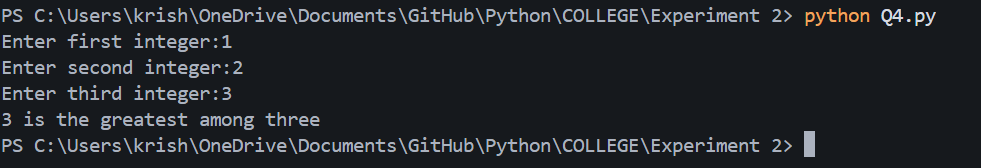 PS C:\Users\krish\OneDrive\Documents\GitHub\Python\COLLEGE\Experiment 2> python Q4.py
Enter first integer:1
Enter second integer:2
Enter third integer:3
3 is the greatest among three
PS C:\Users\krish\OneDrive\Documents\GitHub\Python\COLLEGE\Experiment 2>